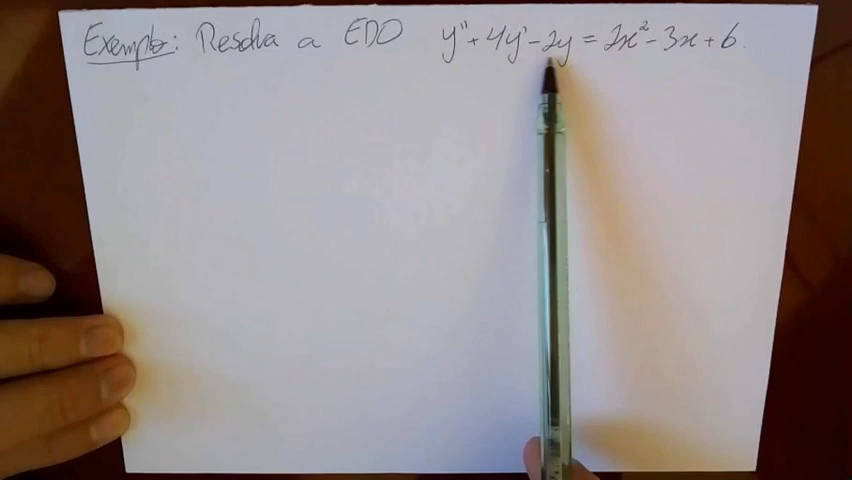 Exemplo: Resolva a EDO y'' + 4y' - 2y = 2x² - 3x + 6.